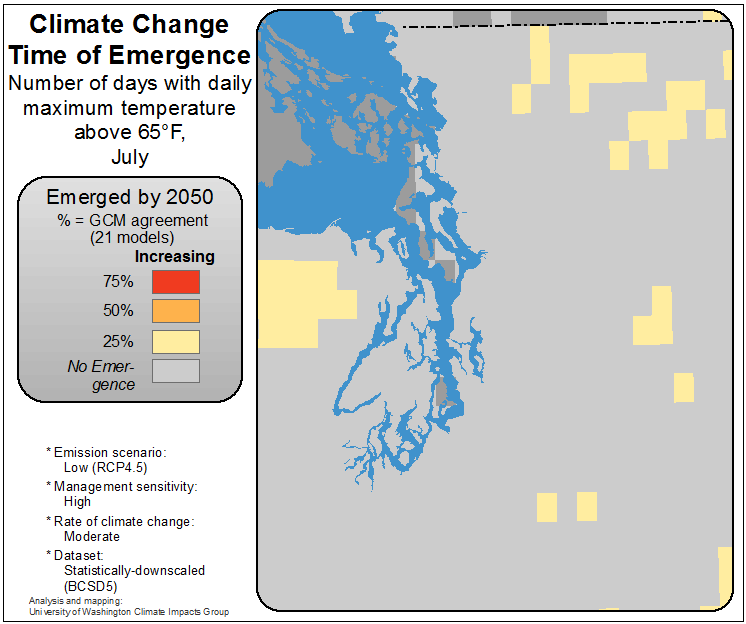 Climate Change
Time of Emergence
Number of days with daily
maximum temperature
above 65°F,
July
Emerged by 2050
% = GCM agreement
(21 models)
Increasing
75%
50%
25%
No Emer-
gence
* Emission scenario:
Low (RCP4.5)
* Management sensitivity:
High
* Rate of climate change:
Moderate
* Dataset:
Statistically-downscaled
(BCSD5)
Analysis and mapping:
University of Washington Climate Impacts Group